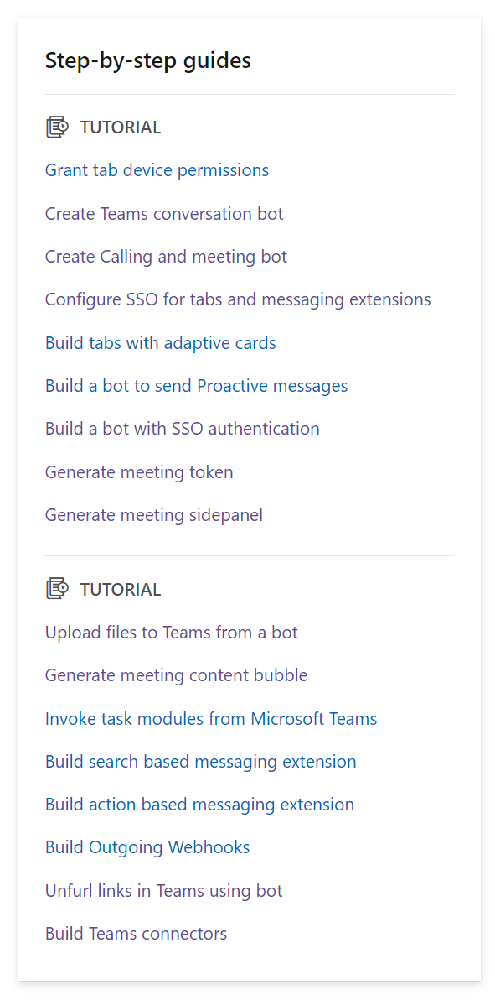 Step-by-step guides
TUTORIAL
Grant tab device permissions
Create Teams conversation bot
Create Calling and meeting bot
Configure SSO for tabs and messaging extensions
Build tabs with adaptive cards
Build a bot to send Proactive messages
Build a bot with SSO authentication
Generate meeting token
Generate meeting sidepanel
TUTORIAL
Upload files to Teams from a bot
Generate meeting content bubble
Invoke task modules from Microsoft Teams
Build search based messaging extension
Build action based messaging extension
Build Outgoing Webhooks
Unfurl links in Teams using bot
Build Teams connectors